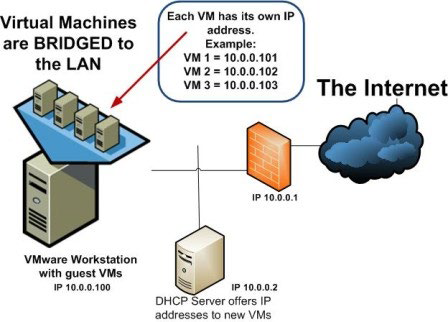 Virtual Machines
are BRIDGED to
the LAN
Each VM has its own IP
address.
Example:
VM 1 = 10.0.0.101
VM 2 = 10.0.0.102
VM 3 = 10.0.0.103
The Internet
IP 10.0.0.1
VMware Workstation
with guest VMs
IP 10.0.0.100
IP 10.0.0.2
DHCP Server offers IP
addresses to new VMs